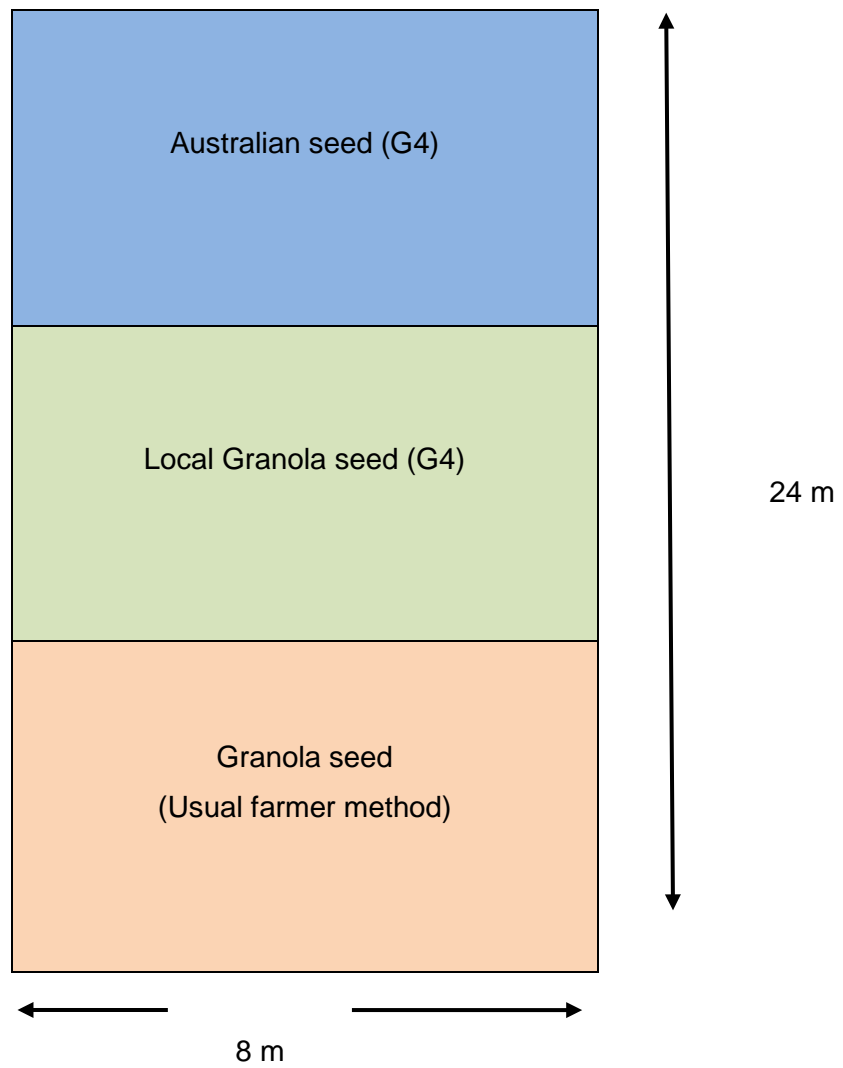 Australian seed (G4)
Local Granola seed (G4)
24 m
Granola seed
(Usual farmer method)
8 m